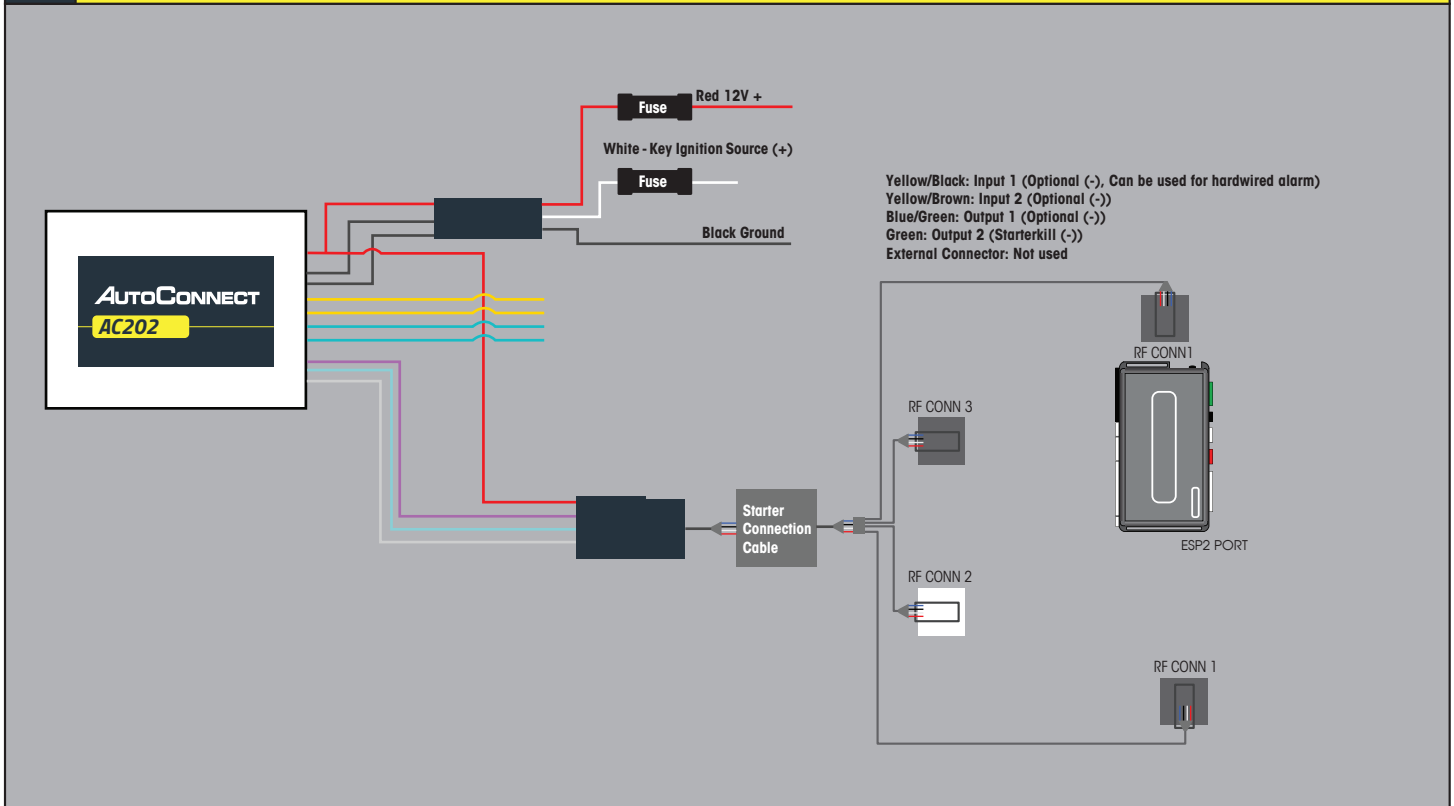 Fuse
Red 12V +
White - Key Ignition Source (+)
Fuse
Black Ground
AUTOCONNECT
AC202
Yellow/Black: Input 1 (Optional (-), Can be used for hardwired alarm)
Yellow/Brown: Input 2 (Optional (-))
Blue/Green: Output 1 (Optional (-))
Green: Output 2 (Starterkill (-))
External Connector: Not used
RF CONN1
RF CONN 3
ESP2 PORT
Starter
Connection
Cable
RF CONN 2
RF CONN 1